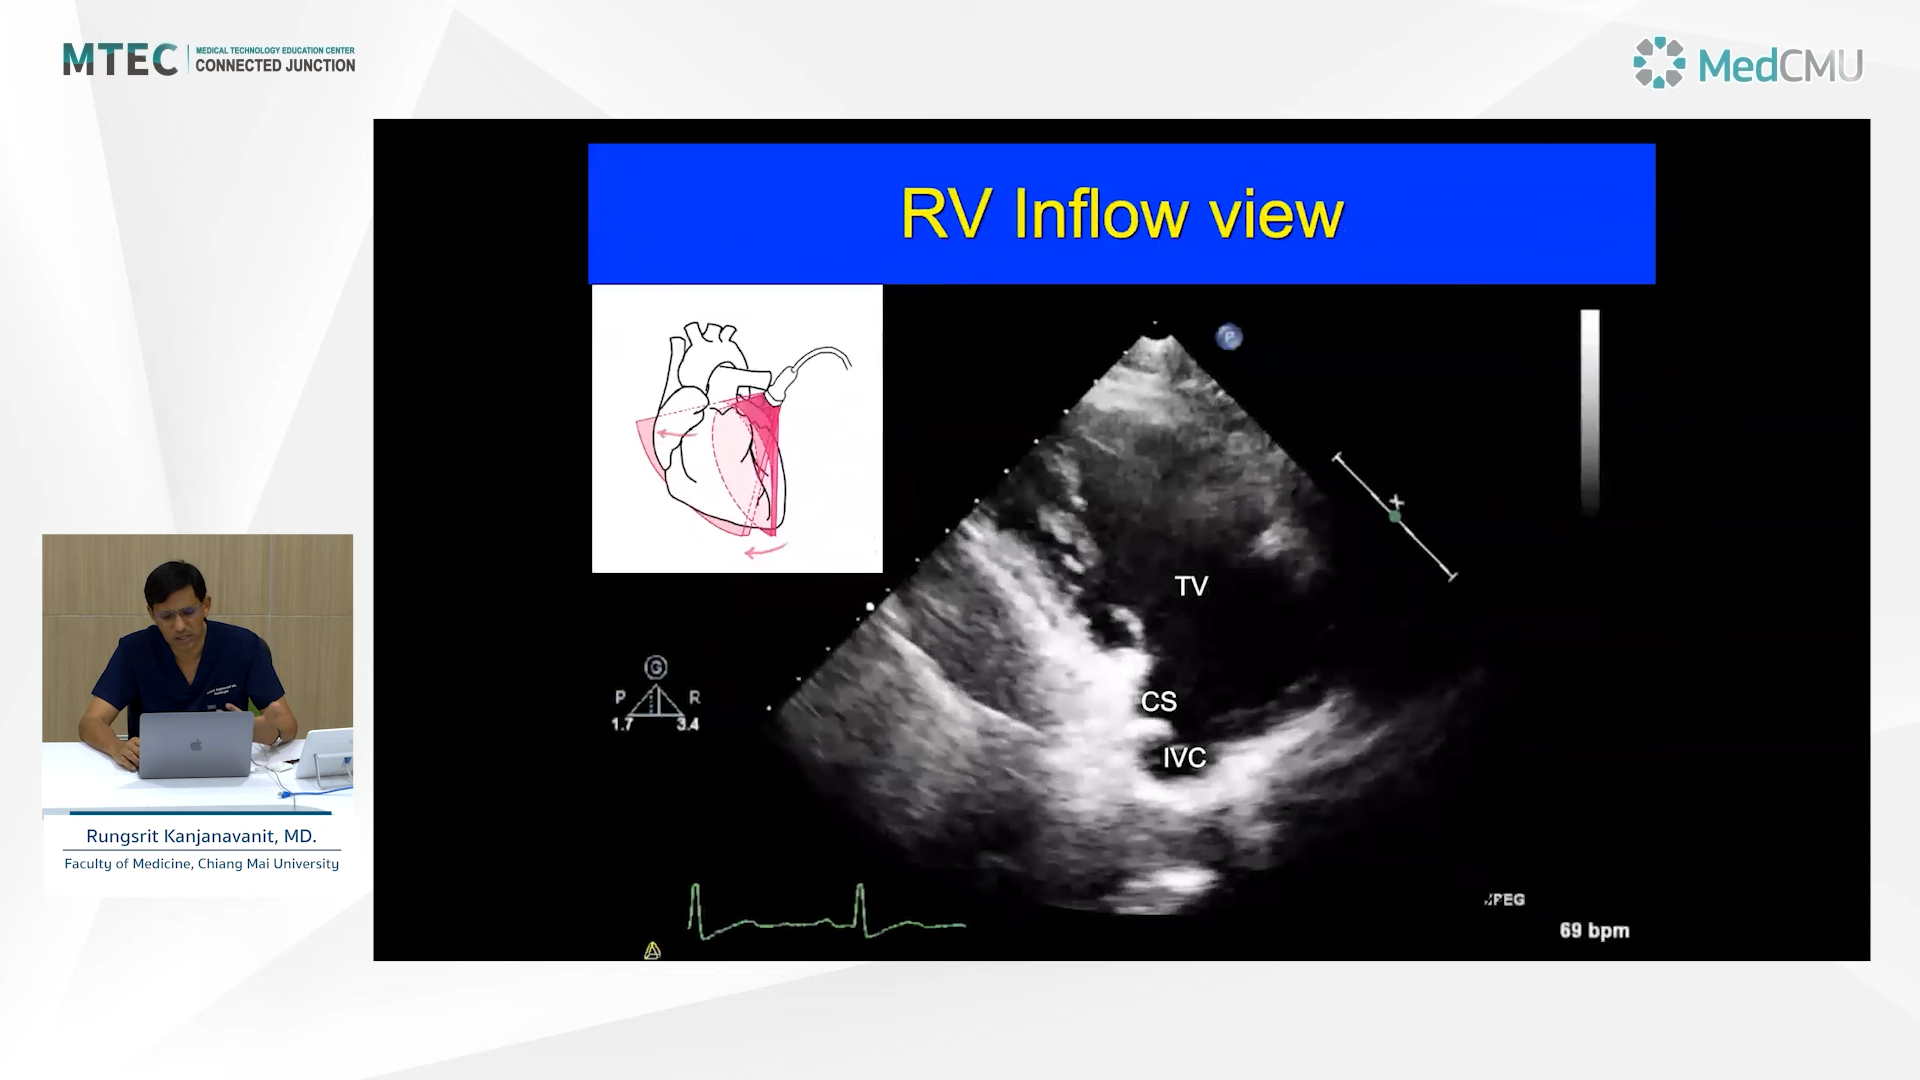 MTEC
MEDICAL TECHNOLOGY EDUCATION CENTER
CONNECTED JUNCTION
MedCMU
RV Inflow view
P
TV
G
P R
1.7 3.4
CS
IVC
Rungsrit Kanjanavanit, MD.
Faculty of Medicine, Chiang Mai University
JPEG
69 bpm